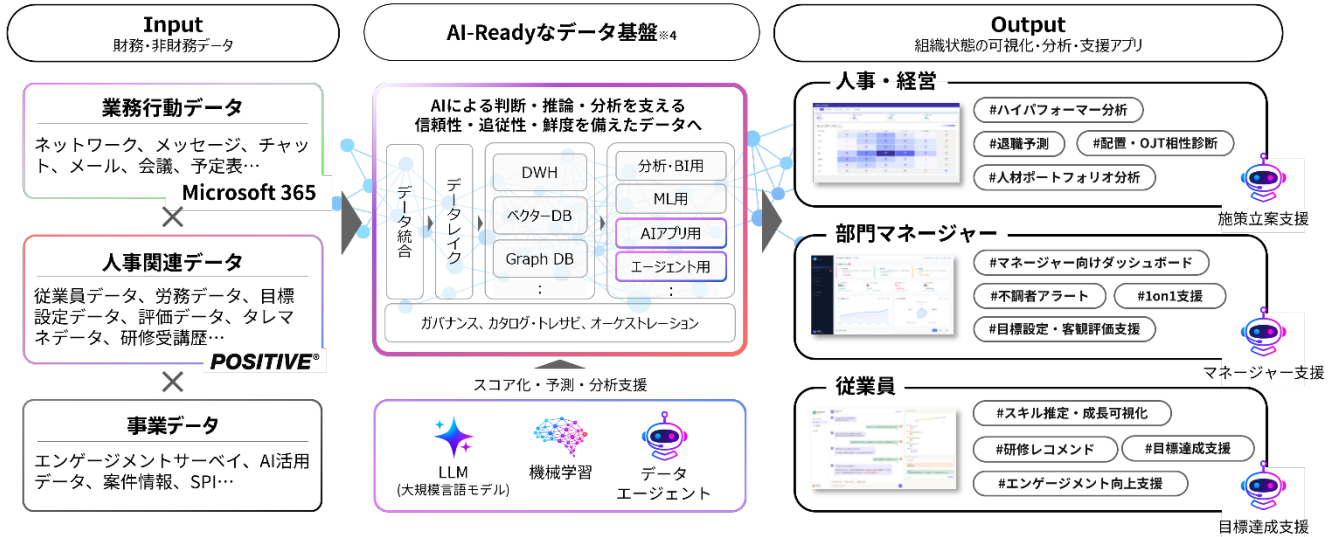 Input
財務・非財務データ
業務行動データ
ネットワーク、メッセージ、チャッ
ト、メール、会議、予定表…
Microsoft 365
×
人事関連データ
従業員データ、労務データ、目標
設定データ、評価データ、タレマ
ネデータ、研修受講歴…
POSITIVE®
×
事業データ
エンゲージメントサーベイ、AI活用
データ、案件情報、SPI…
AI-Readyなデータ基盤※4
AIによる判断・推論・分析を支える
信頼性・追従性・鮮度を備えたデータへ
データ統合
データレイク
DWH
ベクターDB
Graph DB
:
分析・BI用
ML用
AIアプリ用
エージェント用
:
ガバナンス、カタログ・トレサビ、オーケストレーション
スコア化・予測・分析支援
LLM
(大規模言語モデル)
機械学習
データ
エージェント
Output
組織状態の可視化・分析・支援アプリ
人事・経営
#ハイパフォーマー分析
#退職予測
#配置・OJT相性診断
#人材ポートフォリオ分析
施策立案支援
部門マネージャー
#マネージャー向けダッシュボード
#不調者アラート
#1on1支援
#目標設定・客観評価支援
マネージャー支援
従業員
#スキル推定・成長可視化
#研修レコメンド
#目標達成支援
#エンゲージメント向上支援
目標達成支援